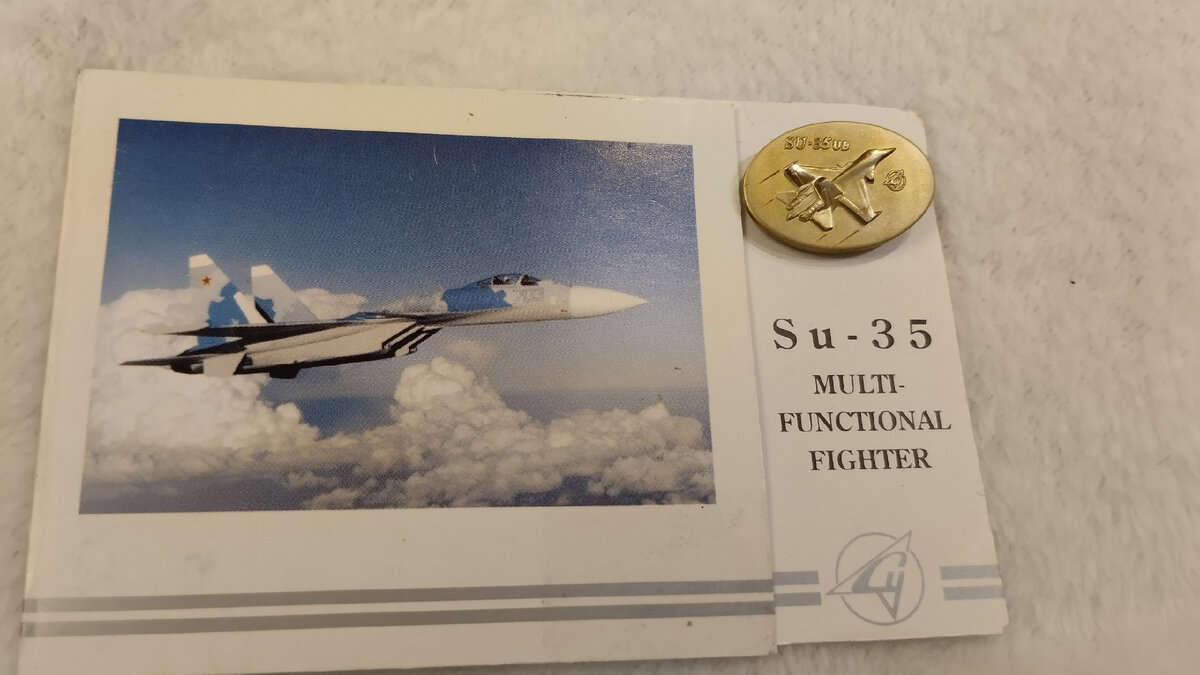 SU-35UB
Su-35
MULTI-
FUNCTIONAL
FIGHTER